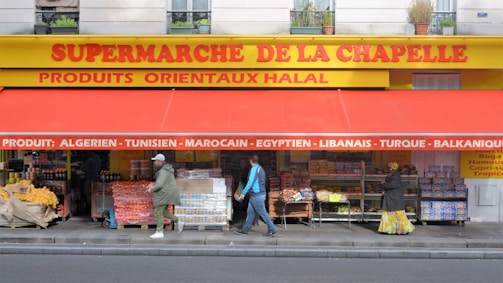 SUPERMARCHE DE LA CHAPELLE
PRODUITS ORIENTAUX HALAL
PRODUIT: ALGERIEN - TUNISIEN - MAROCAIN - EGYPTIEN - LIBANAIS - TURQUE - BALKANIQUE